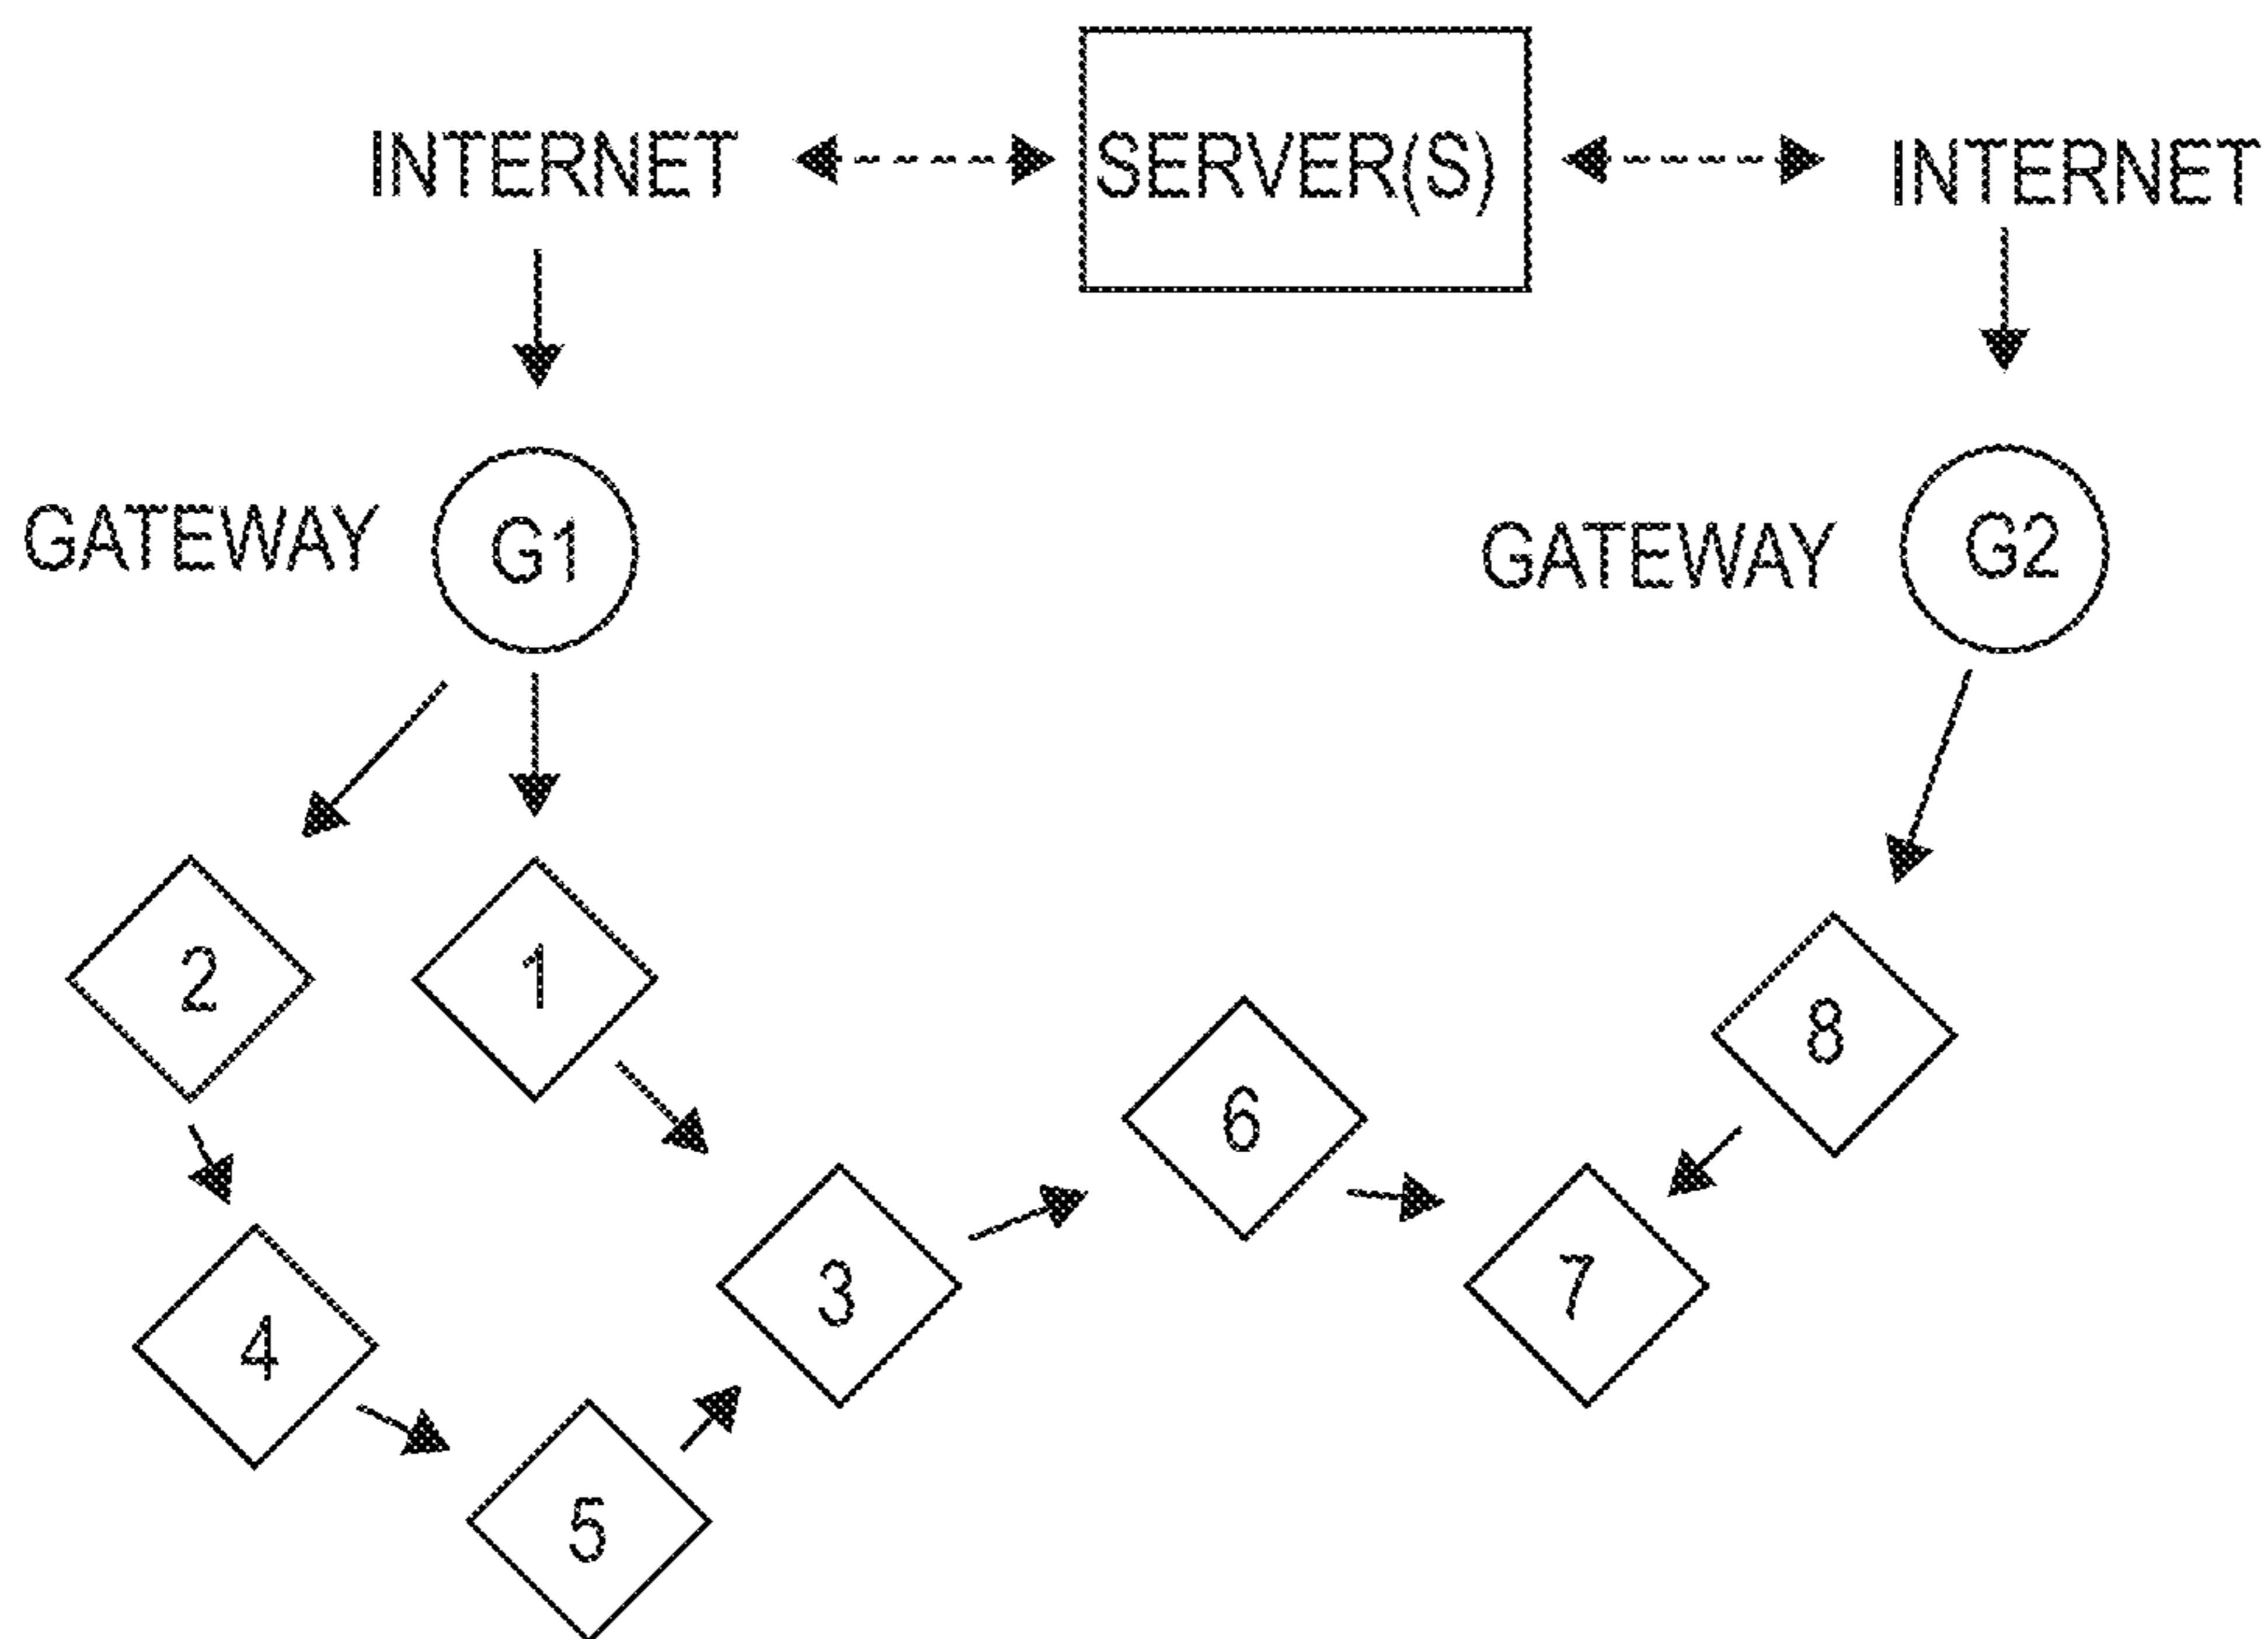 INTERNET
SERVER(S)
INTERNET
GATEWAY
G1
GATEWAY
G2
2
1
8
6
3
7
4
5